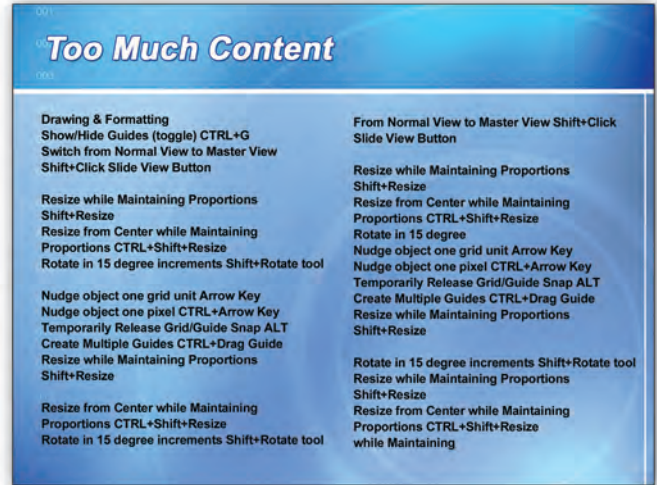 001
002
003
Too Much Content
Drawing & Formatting
Show/Hide Guides (toggle) CTRL+G
Switch from Normal View to Master View
Shift+Click Slide View Button
Resize while Maintaining Proportions
Shift+Resize
Resize from Center while Maintaining
Proportions CTRL+Shift+Resize
Rotate in 15 degree increments Shift+Rotate tool
Nudge object one grid unit Arrow Key
Nudge object one pixel CTRL+Arrow Key
Temporarily Release Grid/Guide Snap ALT
Create Multiple Guides CTRL+Drag Guide
Resize while Maintaining Proportions
Shift+Resize
Resize from Center while Maintaining
Proportions CTRL+Shift+Resize
Rotate in 15 degree increments Shift+Rotate tool
From Normal View to Master View Shift+Click
Slide View Button
Resize while Maintaining Proportions
Shift+Resize
Resize from Center while Maintaining
Proportions CTRL+Shift+Resize
Rotate in 15 degree
Nudge object one grid unit Arrow Key
Nudge object one pixel CTRL+Arrow Key
Temporarily Release Grid/Guide Snap ALT
Create Multiple Guides CTRL+Drag Guide
Resize while Maintaining Proportions
Shift+Resize
Rotate in 15 degree increments Shift+Rotate tool
Resize while Maintaining Proportions
Shift+Resize
Resize from Center while Maintaining
Proportions CTRL+Shift+Resize
while Maintaining